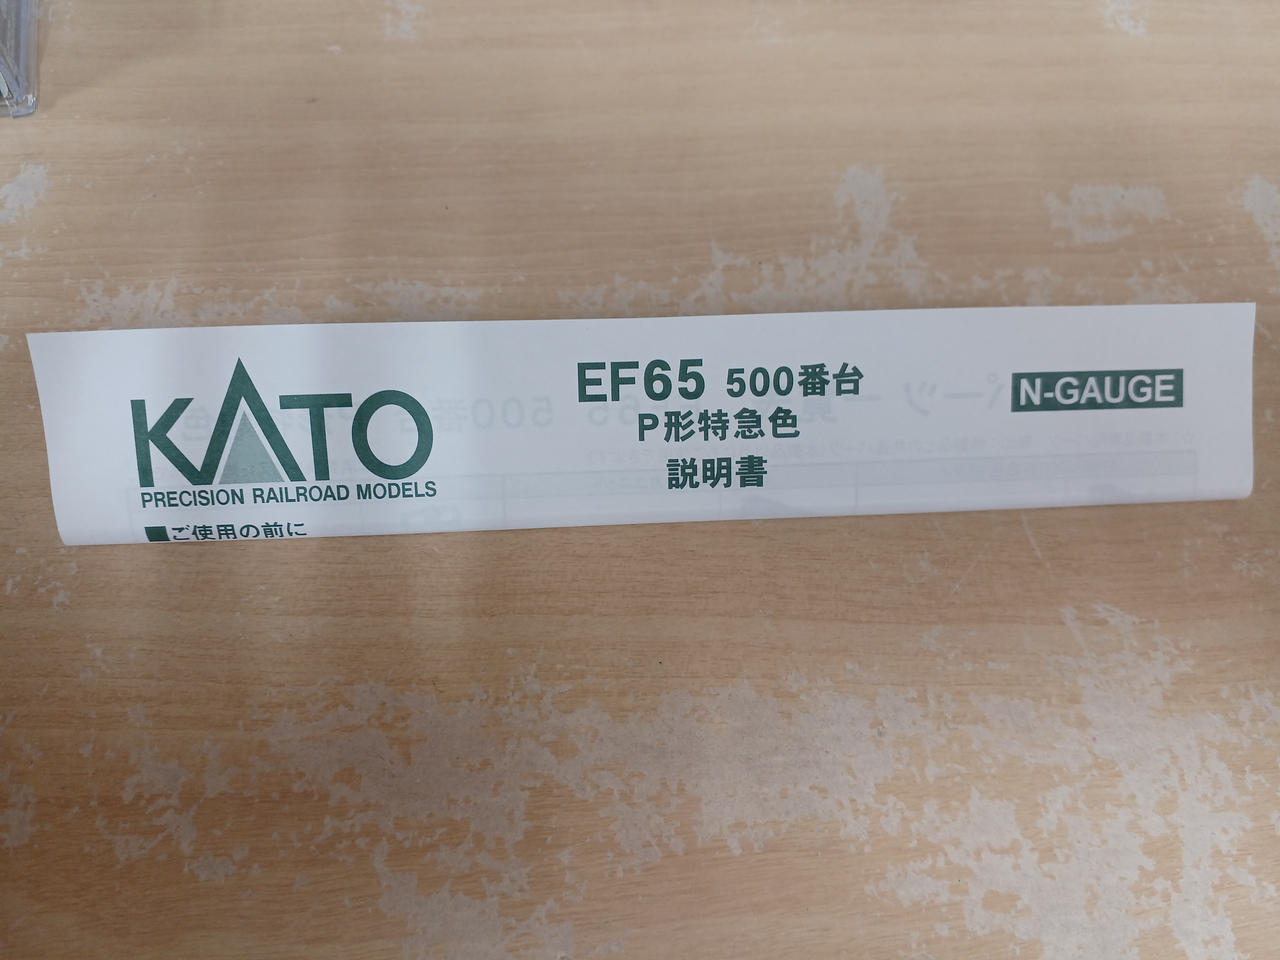 KATO
PRECISION RAILROAD MODELS
EF65 500番台
P形特急色
説明書
N-GAUGE
■ご使用の前に